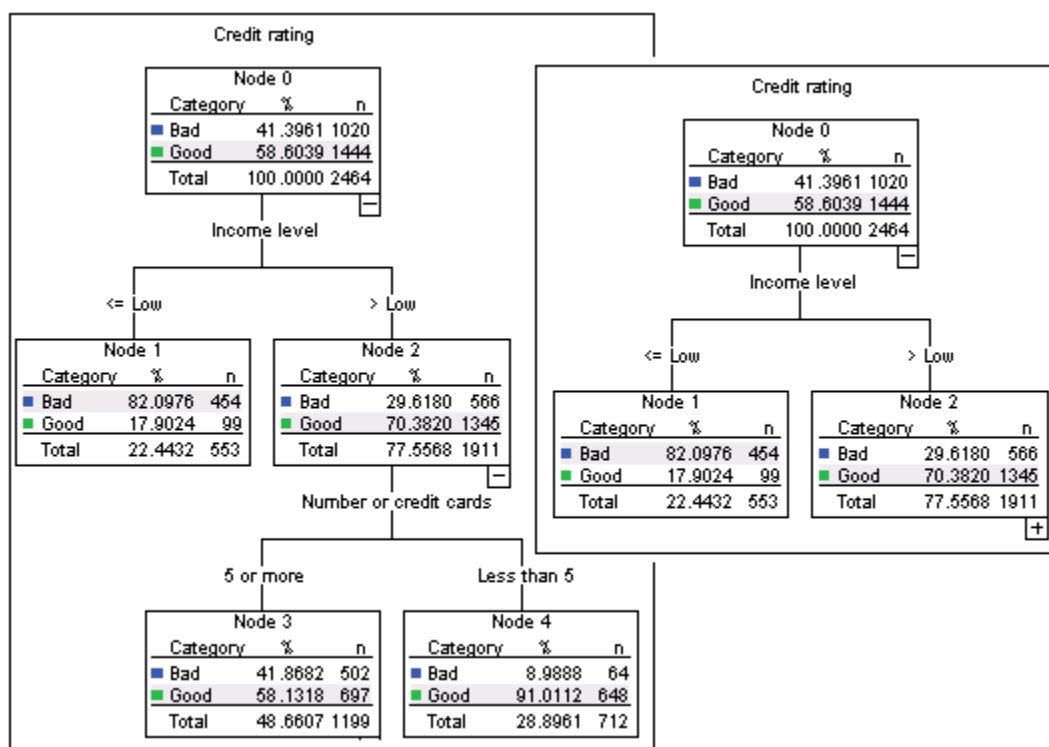 Credit rating
Node 0
Category % n
Bad 41.3961 1020
Good 58.6039 1444
Total 100.0000 2464
Income level
<= Low
> Low
Node 1
Category % n
Bad 82.0976 454
Good 17.9024 99
Total 22.4432 553
Node 2
Category % n
Bad 29.6180 566
Good 70.3820 1345
Total 77.5568 1911
Number or credit cards
5 or more
Less than 5
Node 3
Category % n
Bad 41.8682 502
Good 58.1318 697
Total 48.6607 1199
Node 4
Category % n
Bad 8.9888 64
Good 91.0112 648
Total 28.8961 712
Credit rating
Node 0
Category % n
Bad 41.3961 1020
Good 58.6039 1444
Total 100.0000 2464
Income level
<= Low
> Low
Node 1
Category % n
Bad 82.0976 454
Good 17.9024 99
Total 22.4432 553
Node 2
Category % n
Bad 29.6180 566
Good 70.3820 1345
Total 77.5568 1911